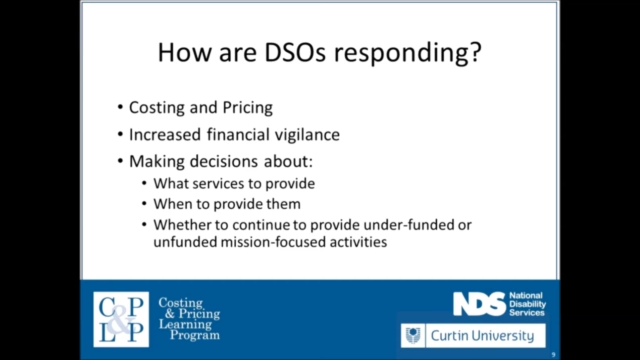 How are DSOs responding?
• Costing and Pricing
• Increased financial vigilance
• Making decisions about:
• What services to provide
• When to provide them
• Whether to continue to provide under-funded or
unfunded mission-focused activities
C&P
L P
Costing
& Pricing
Learning
Program
NDS
National
Disability
Services
Curtin University
9